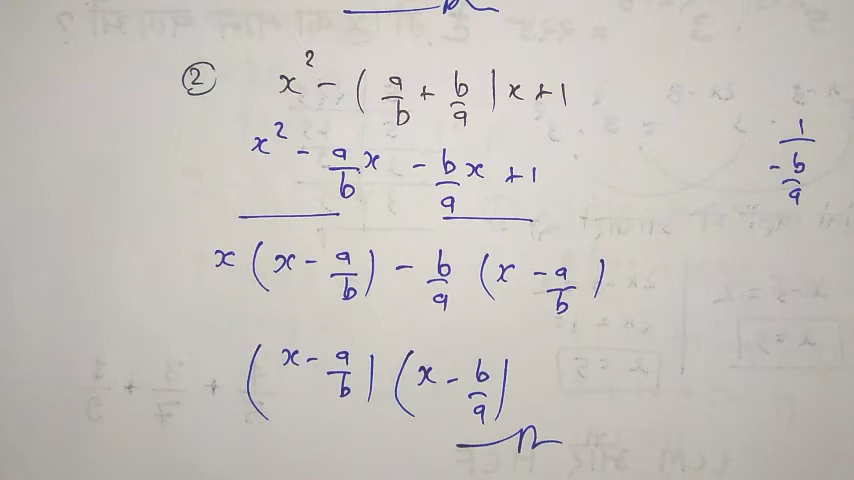 ② x² - (a/b + b/a) x + 1
x² - a/b x - b/a x + 1
1/(-b/a)
x (x - a/b) - b/a (x - a/b)
(x - a/b) (x - b/a)